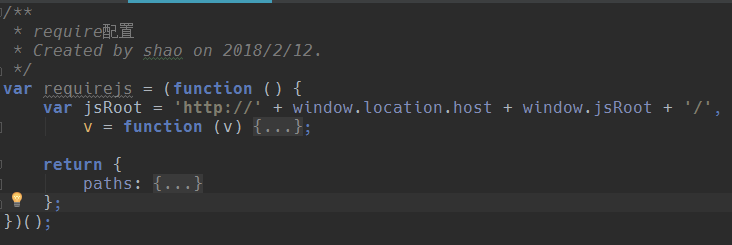 /**
 * require配置
 * Created by shao on 2018/2/12.
 */
var requirejs = (function () {
    var jsRoot = 'http://' + window.location.host + window.jsRoot + '/',
        v = function (v) {...};
    return {
        paths: {...}
    };
})();